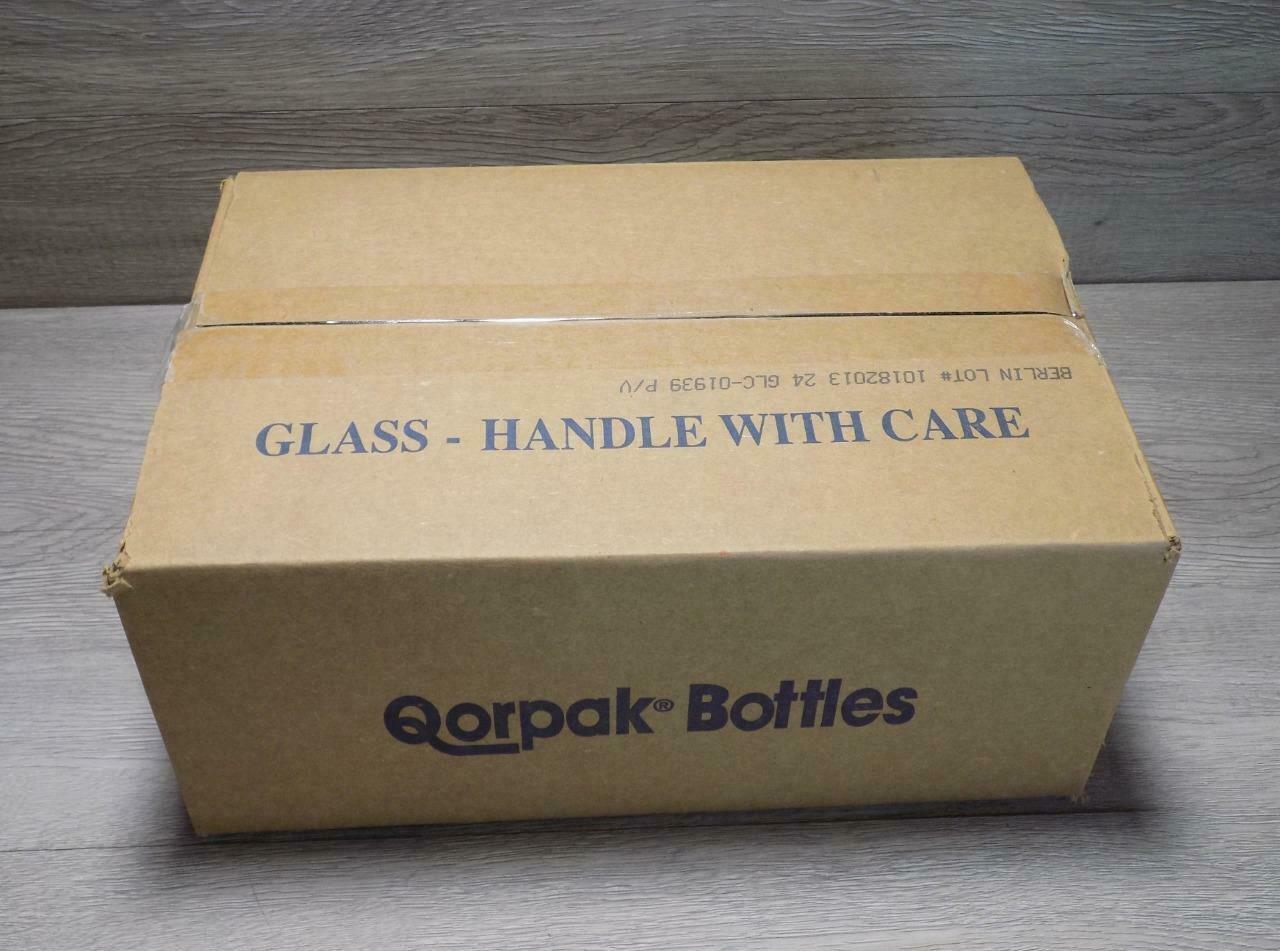 BERLIN LOT# 10182013 24 GLC-01939 P/V
GLASS - HANDLE WITH CARE
Qorpak® Bottles